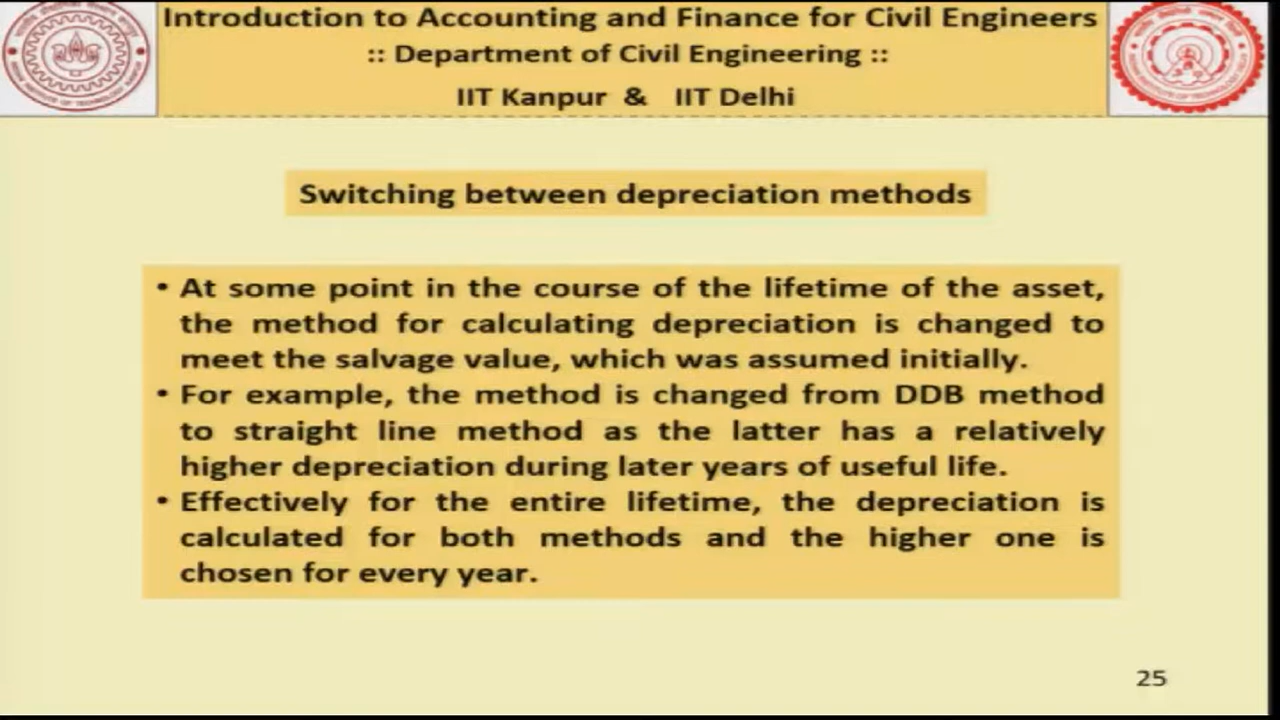 Introduction to Accounting and Finance for Civil Engineers
:: Department of Civil Engineering ::
IIT Kanpur & IIT Delhi
Switching between depreciation methods
• At some point in the course of the lifetime of the asset,
the method for calculating depreciation is changed to
meet the salvage value, which was assumed initially.
• For example, the method is changed from DDB method
to straight line method as the latter has a relatively
higher depreciation during later years of useful life.
• Effectively for the entire lifetime, the depreciation is
calculated for both methods and the higher one is
chosen for every year.
25